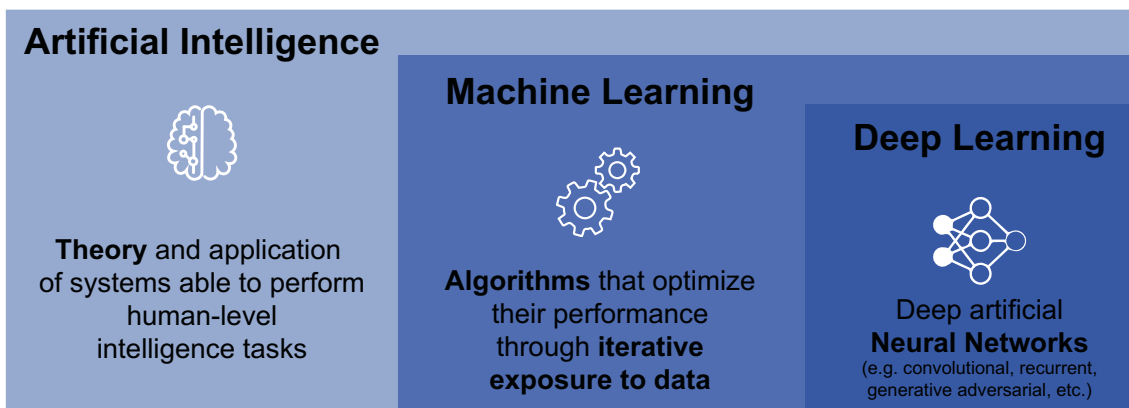 Artificial Intelligence
Theory and application
of systems able to perform
human-level
intelligence tasks
Machine Learning
Algorithms that optimize
their performance
through iterative
exposure to data
Deep Learning
Deep artificial
Neural Networks
(e.g. convolutional, recurrent,
generative adversarial, etc.)